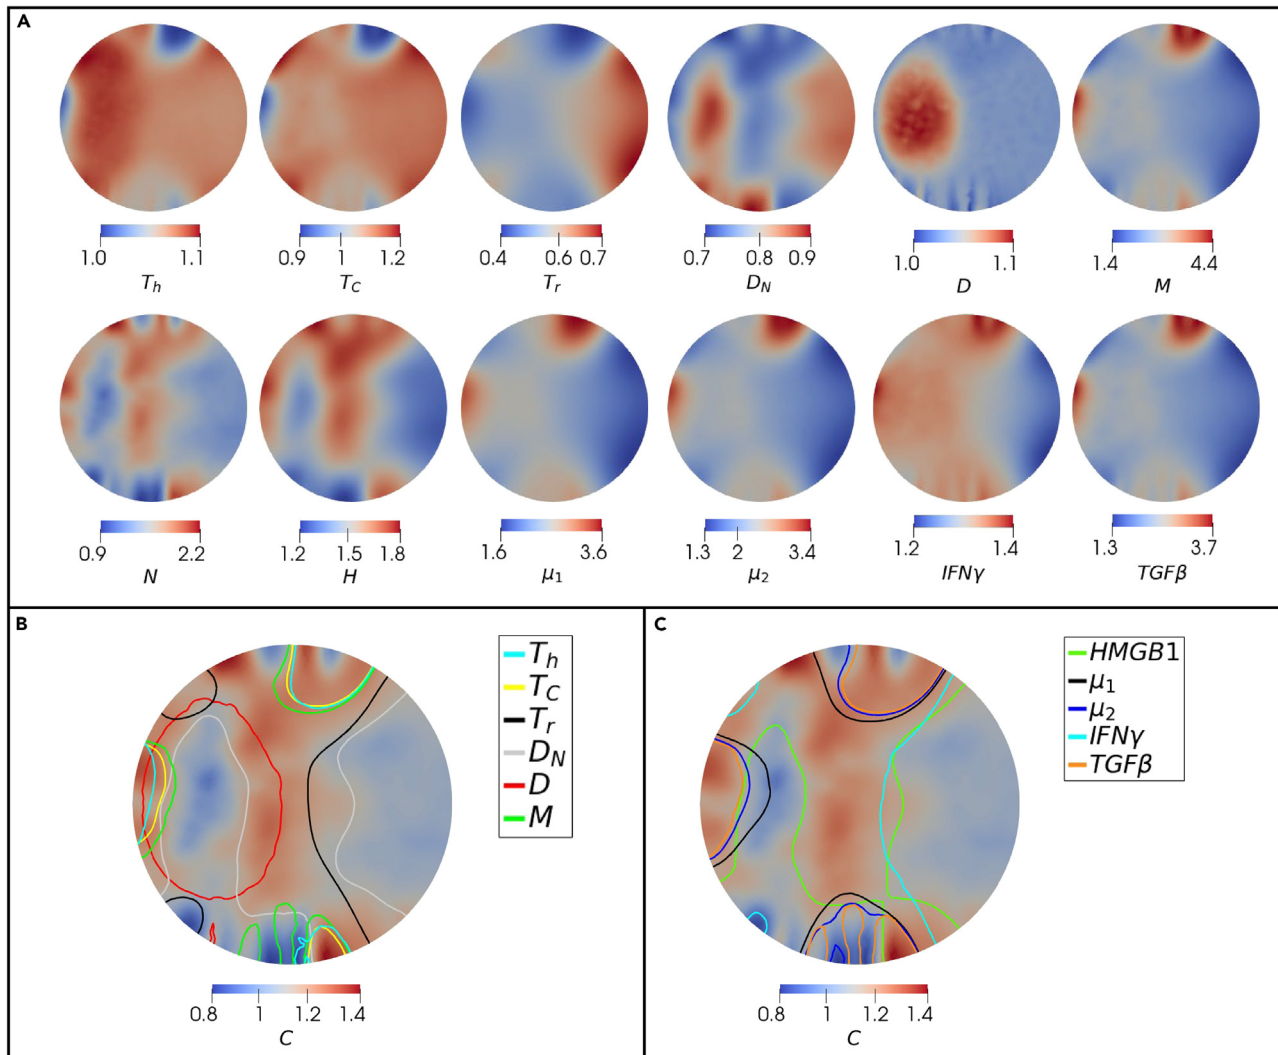 A
1.0 1.1 0.9 1 1.2 0.4 0.6 0.7 0.7 0.8 0.9 1.0 1.1 1.4 4.4
T_h T_C T_r D_N D M
0.9 2.2 1.2 1.5 1.8 1.6 3.6 1.3 2 3.4 1.2 1.4 1.3 3.7
N H μ_1 μ_2 IFNγ TGFβ
B
T_h
T_C
T_r
D_N
D
M
0.8 1 1.2 1.4
C
C
HMGB1
μ_1
μ_2
IFNγ
TGFβ
0.8 1 1.2 1.4
C